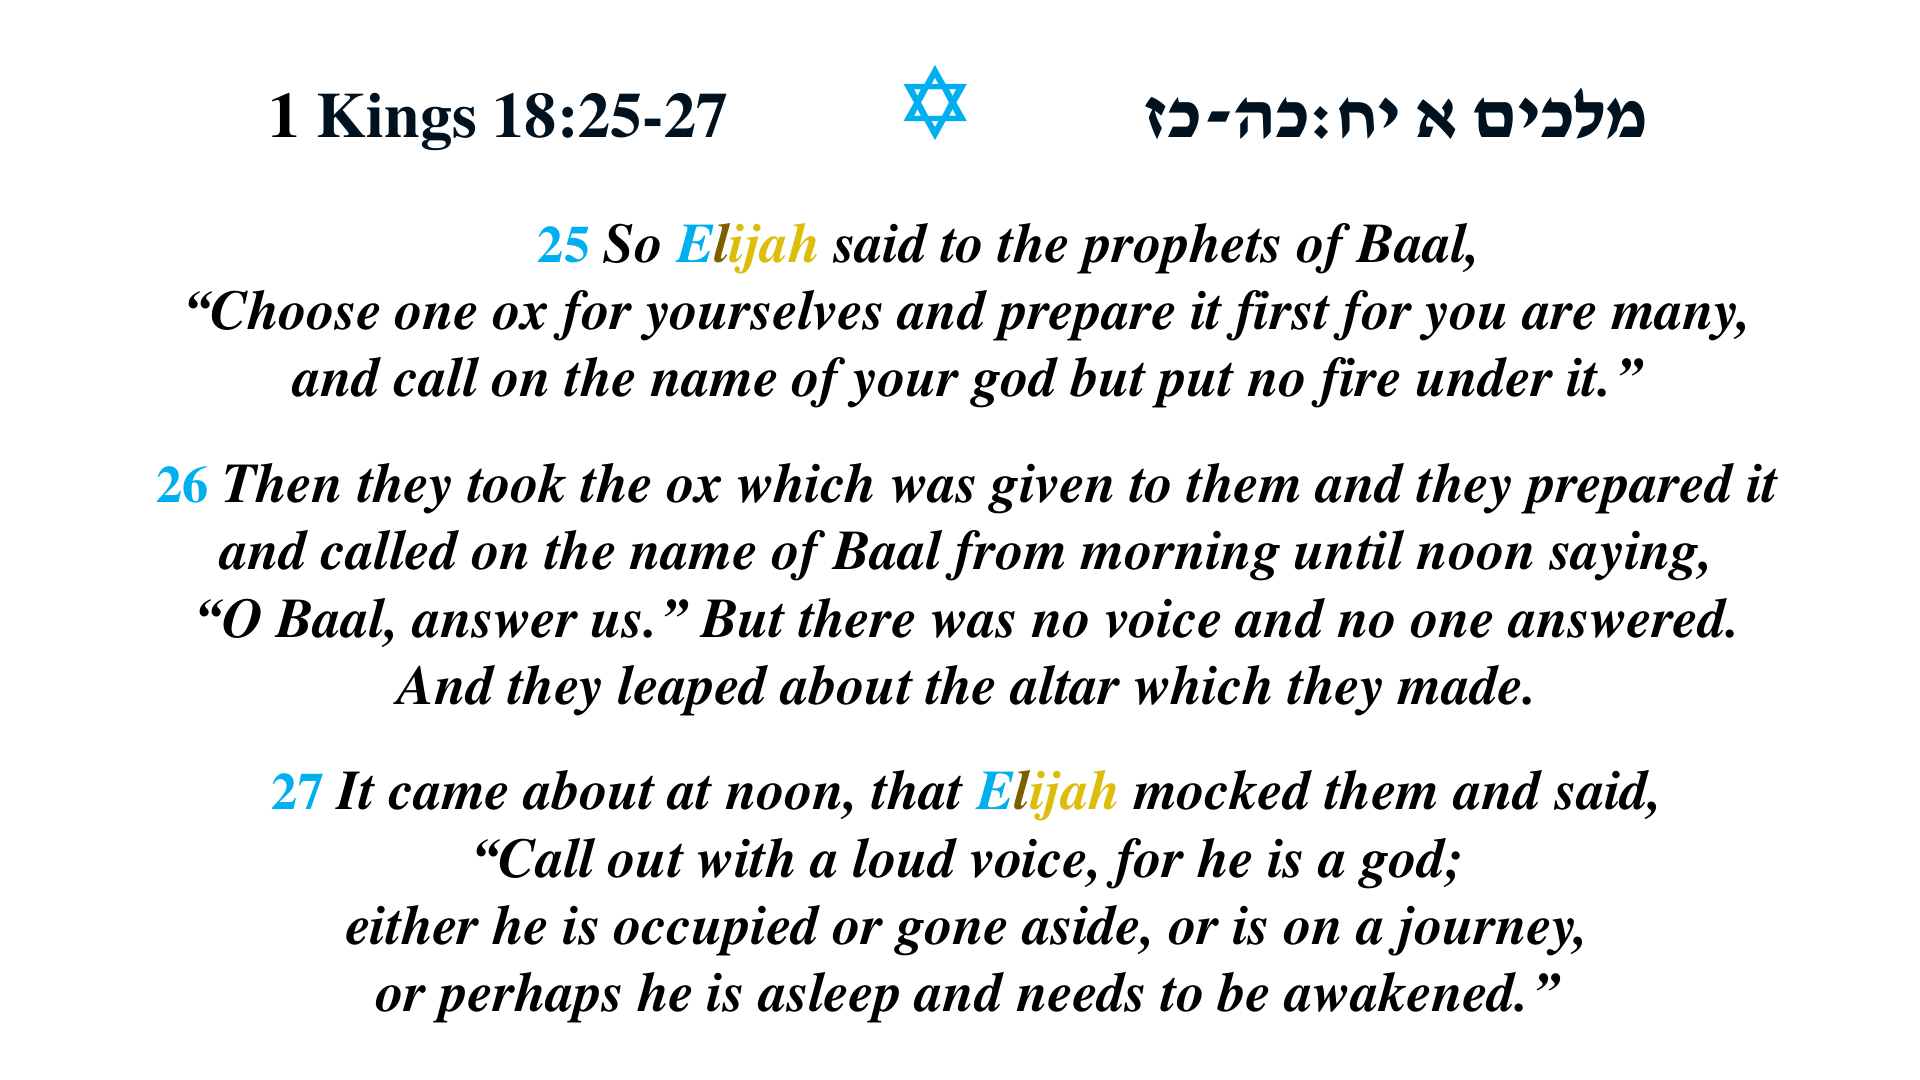 1 Kings 18:25-27 ✡ מלכים א יח:כה-כז
25 So Elijah said to the prophets of Baal,
“Choose one ox for yourselves and prepare it first for you are many,
and call on the name of your god but put no fire under it.”
26 Then they took the ox which was given to them and they prepared it
and called on the name of Baal from morning until noon saying,
“O Baal, answer us.” But there was no voice and no one answered.
And they leaped about the altar which they made.
27 It came about at noon, that Elijah mocked them and said,
“Call out with a loud voice, for he is a god;
either he is occupied or gone aside, or is on a journey,
or perhaps he is asleep and needs to be awakened.”